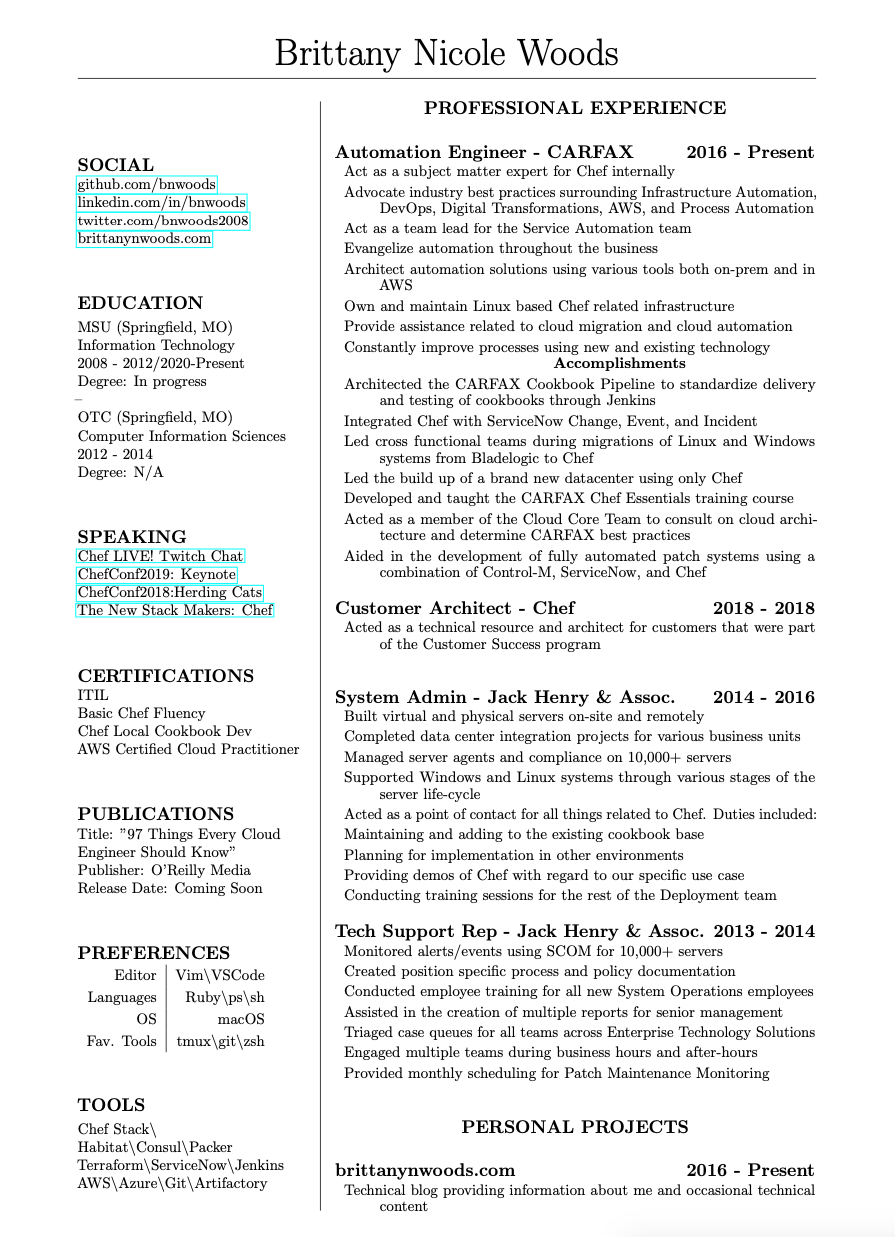 Brittany Nicole Woods
SOCIAL
github.com/bnwoods
linkedin.com/in/bnwoods
twitter.com/bnwoods2008
brittanynwoods.com
EDUCATION
MSU (Springfield, MO)
Information Technology
2008 - 2012/2020-Present
Degree: In progress
–
OTC (Springfield, MO)
Computer Information Sciences
2012 - 2014
Degree: N/A
SPEAKING
Chef LIVE! Twitch Chat
ChefConf2019: Keynote
ChefConf2018:Herding Cats
The New Stack Makers: Chef
CERTIFICATIONS
ITIL
Basic Chef Fluency
Chef Local Cookbook Dev
AWS Certified Cloud Practitioner
PUBLICATIONS
Title: ”97 Things Every Cloud
Engineer Should Know”
Publisher: O’Reilly Media
Release Date: Coming Soon
PREFERENCES
Editor Vim\VSCode
Languages Ruby\ps\sh
OS macOS
Fav. Tools tmux\git\zsh
TOOLS
Chef Stack\
Habitat\Consul\Packer
Terraform\ServiceNow\Jenkins
AWS\Azure\Git\Artifactory
PROFESSIONAL EXPERIENCE
Automation Engineer - CARFAX 2016 - Present
Act as a subject matter expert for Chef internally
Advocate industry best practices surrounding Infrastructure Automation,
DevOps, Digital Transformations, AWS, and Process Automation
Act as a team lead for the Service Automation team
Evangelize automation throughout the business
Architect automation solutions using various tools both on-prem and in
AWS
Own and maintain Linux based Chef related infrastructure
Provide assistance related to cloud migration and cloud automation
Constantly improve processes using new and existing technology
Accomplishments
Architected the CARFAX Cookbook Pipeline to standardize delivery
and testing of cookbooks through Jenkins
Integrated Chef with ServiceNow Change, Event, and Incident
Led cross functional teams during migrations of Linux and Windows
systems from Bladelogic to Chef
Led the build up of a brand new datacenter using only Chef
Developed and taught the CARFAX Chef Essentials training course
Acted as a member of the Cloud Core Team to consult on cloud archi-
tecture and determine CARFAX best practices
Aided in the development of fully automated patch systems using a
combination of Control-M, ServiceNow, and Chef
Customer Architect - Chef 2018 - 2018
Acted as a technical resource and architect for customers that were part
of the Customer Success program
System Admin - Jack Henry & Assoc. 2014 - 2016
Built virtual and physical servers on-site and remotely
Completed data center integration projects for various business units
Managed server agents and compliance on 10,000+ servers
Supported Windows and Linux systems through various stages of the
server life-cycle
Acted as a point of contact for all things related to Chef. Duties included:
Maintaining and adding to the existing cookbook base
Planning for implementation in other environments
Providing demos of Chef with regard to our specific use case
Conducting training sessions for the rest of the Deployment team
Tech Support Rep - Jack Henry & Assoc. 2013 - 2014
Monitored alerts/events using SCOM for 10,000+ servers
Created position specific process and policy documentation
Conducted employee training for all new System Operations employees
Assisted in the creation of multiple reports for senior management
Triaged case queues for all teams across Enterprise Technology Solutions
Engaged multiple teams during business hours and after-hours
Provided monthly scheduling for Patch Maintenance Monitoring
PERSONAL PROJECTS
brittanynwoods.com 2016 - Present
Technical blog providing information about me and occasional technical
content